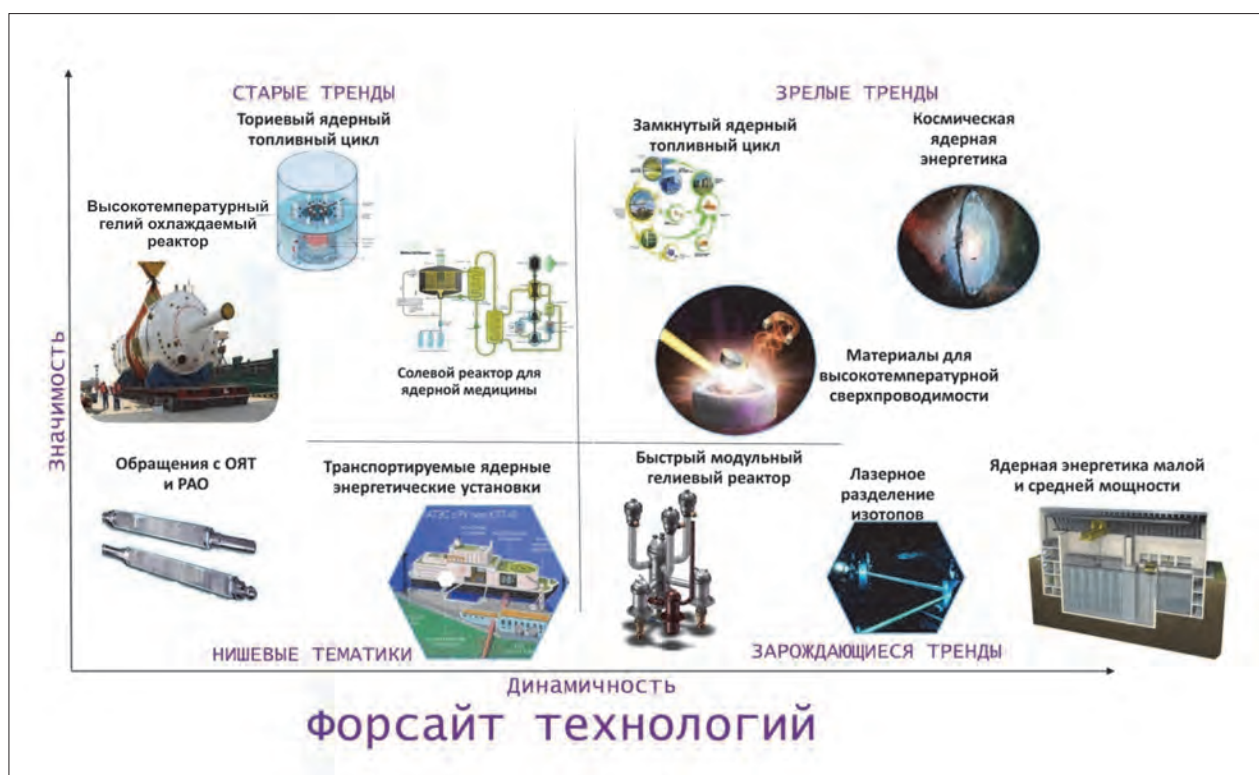 СТАРЫЕ ТРЕНДЫ
Ториевый ядерный
топливный цикл
Высокотемпературный
гелий охлаждаемый
реактор
Солевой реактор для
ядерной медицины
ЗРЕЛЫЕ ТРЕНДЫ
Замкнутый ядерный
топливный цикл
Космическая
ядерная
энергетика
Материалы для
высокотемпературной
сверхпроводимости
Значимость
Обращения с ОЯТ
и РАО
Транспортируемые ядерные
энергетические установки
НИШЕВЫЕ ТЕМАТИКИ
Быстрый модульный
гелиевый реактор
Лазерное
разделение
изотопов
Ядерная энергетика малой
и средней мощности
ЗАРОЖДАЮЩИЕСЯ ТРЕНДЫ
Динамичность
Форсайт технологий